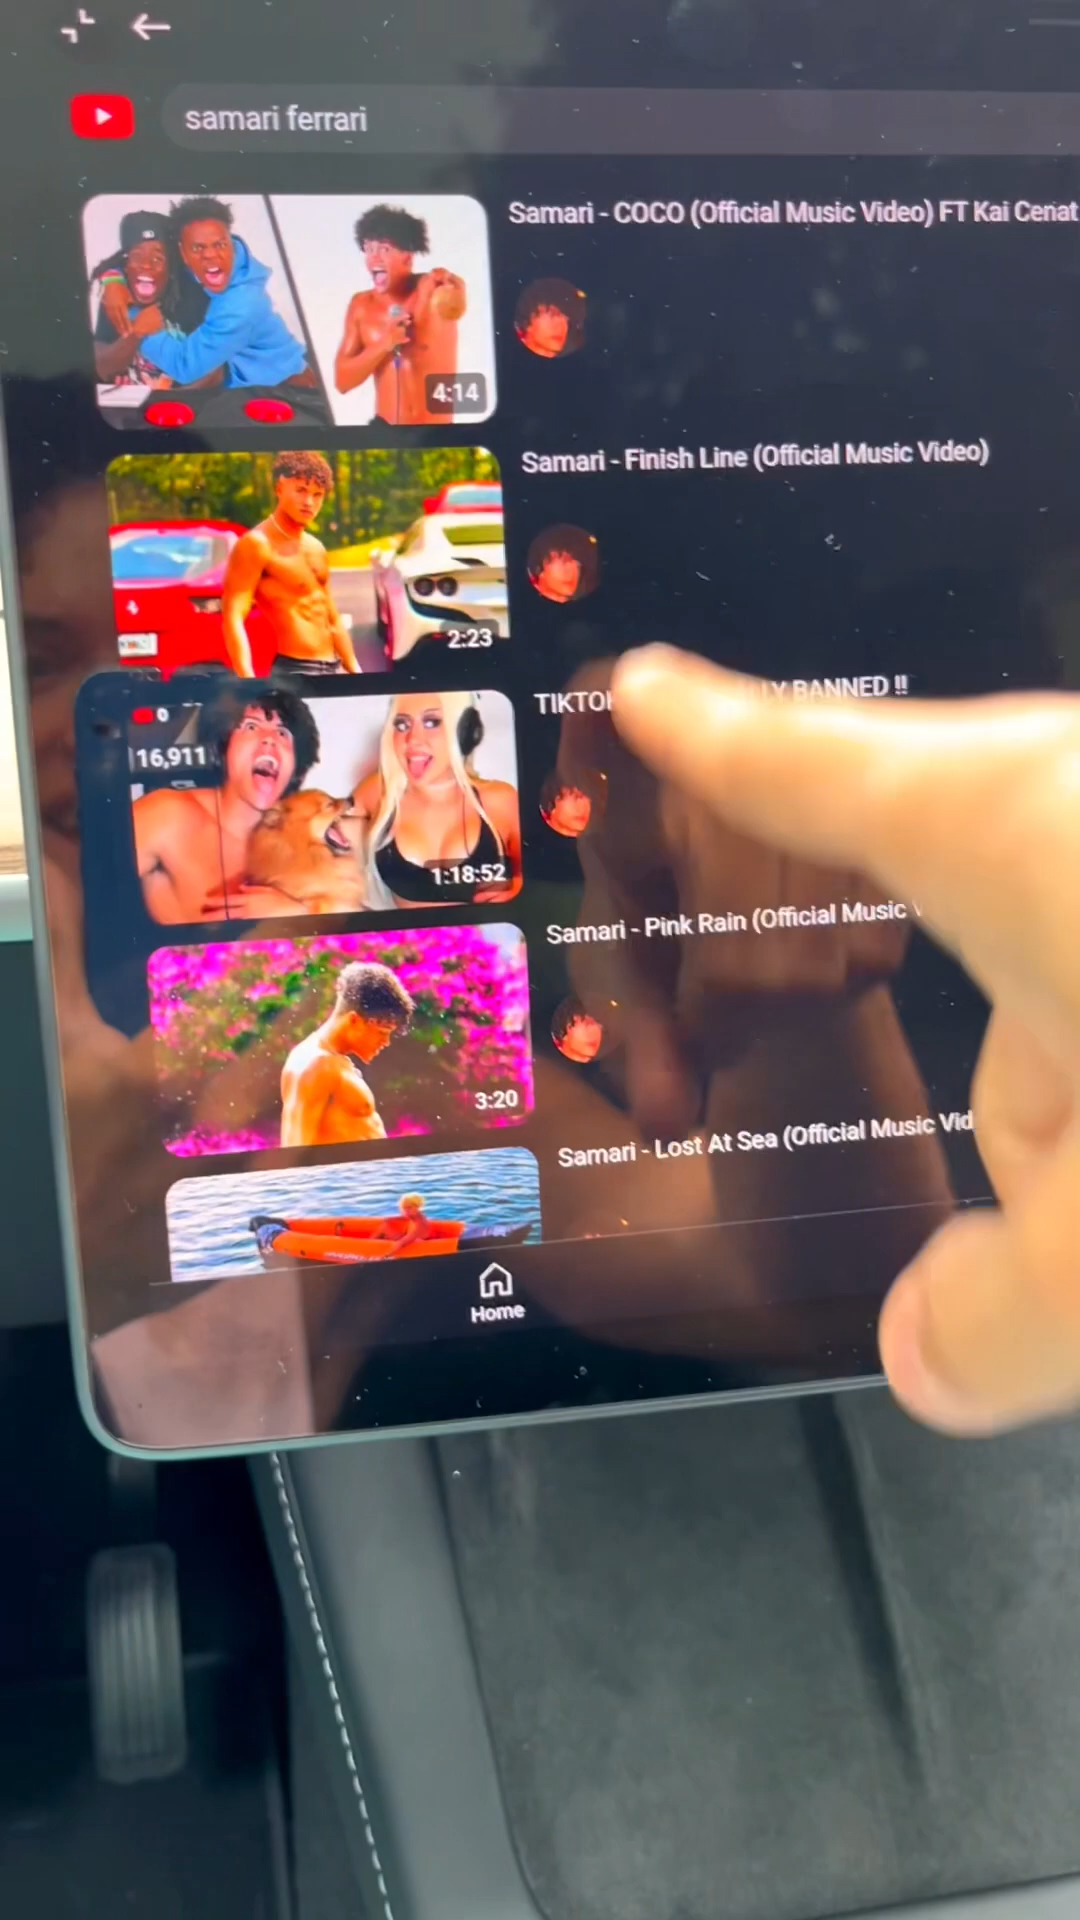 samari ferrari
Samari - COCO (Official Music Video) FT Kai Cenat
4:14
Samari - Finish Line (Official Music Video)
2:23
TIKTOK BANNED !!
0
16,911
1:18:52
Samari - Pink Rain (Official Music
3:20
Samari - Lost At Sea (Official Music Vid
Home